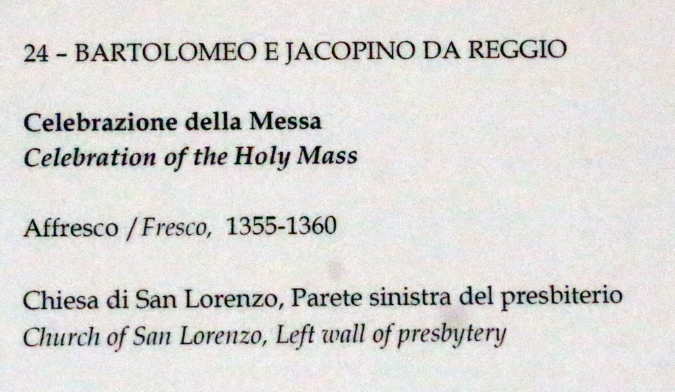 24 – BARTOLOMEO E JACOPINO DA REGGIO
Celebrazione della Messa
Celebration of the Holy Mass
Affresco / Fresco, 1355-1360
Chiesa di San Lorenzo, Parete sinistra del presbiterio
Church of San Lorenzo, Left wall of presbytery